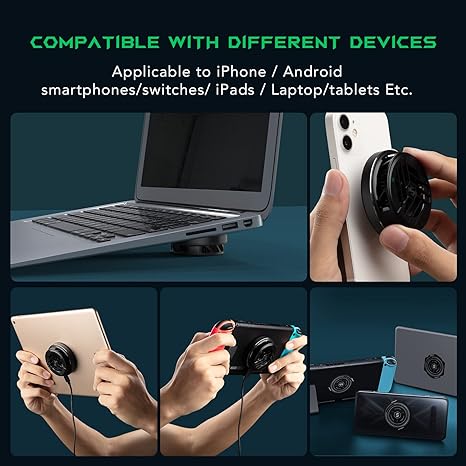 COMPATIBLE WITH DIFFERENT DEVICES
Applicable to iPhone / Android
smartphones/switches/ iPads / Laptop/tablets Etc.